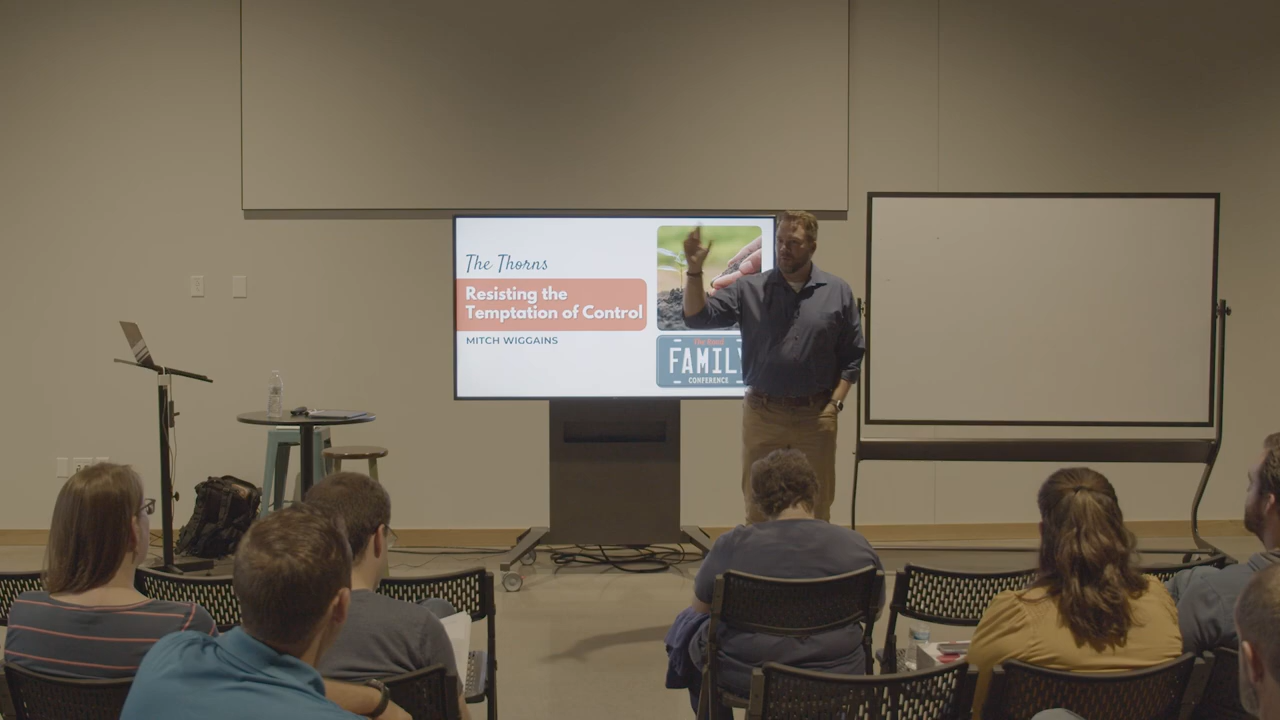 The Thorns
Resisting the
Temptation of Control
MITCH WIGGAINS
FAMILY
CONFERENCE